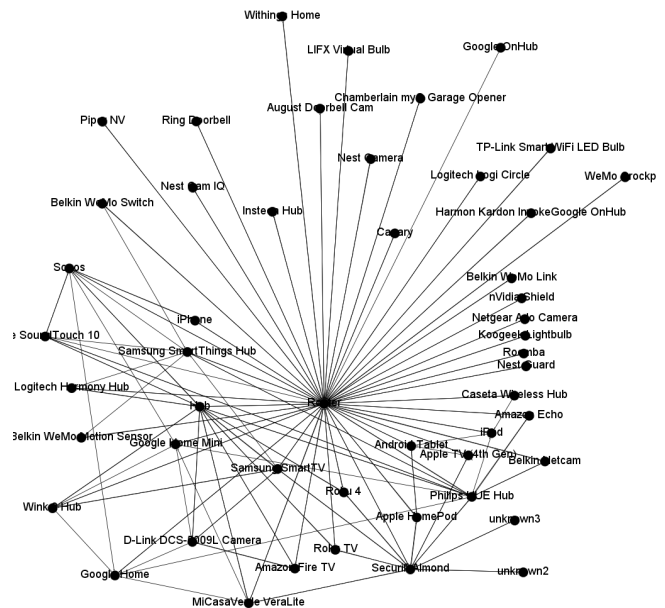 Withings Home
LIFX Virtual Bulb
Google OnHub
Chamberlain myQ Garage Opener
August Doorbell Cam
Piper NV
Ring Doorbell
TP-Link Smart WiFi LED Bulb
Nest Camera
Logitech Logi Circle
WeMo Crockp
Nest Cam IQ
Belkin WeMo Switch
Insteon Hub
Harmon Kardon Invoke
Google OnHub
Canary
Sonos
Belkin WeMo Link
nVidia Shield
iPhone
Netgear Arlo Camera
e SoundTouch 10
Koogeek Lightbulb
Samsung SmartThings Hub
Roomba
Nest Guard
Logitech Harmony Hub
Caseta Wireless Hub
Router
Hub
Amazon Echo
Belkin WeMo Motion Sensor
Google Home Mini
iPod
Android Tablet
Apple TV (4th Gen)
Belkin Netcam
Samsung SmartTV
Roku 4
Philips HUE Hub
Wink 2 Hub
Apple HomePod
unknown3
D-Link DCS-5009L Camera
Roku TV
Google Home
Amazon Fire TV
Securifi Almond
unknown2
MiCasaVerde VeraLite